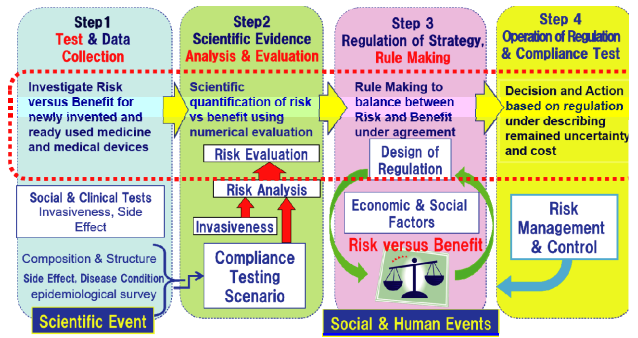 Step1
Test & Data
Collection
Investigate Risk
versus Benefit for
newly invented and
ready used medicine
and medical devices
Social & Clinical Tests
Invasiveness, Side
Effect
Composition & Structure
Side Effect. Disease Condition
epidemiological survey
Scientific Event
Step2
Scientific Evidence
Analysis & Evaluation
Scientific
quantification of risk
vs benefit using
numerical evaluation
Risk Evaluation
Risk Analysis
Invasiveness
Compliance
Testing
Scenario
Step 3
Regulation of Strategy,
Rule Making
Rule Making to
balance between
Risk and Benefit
under agreement
Design of
Regulation
Economic & Social
Factors
Risk versus Benefit
Social & Human Events
Step 4
Operation of Regulation
& Compliance Test
Decision and Action
based on regulation
under describing
remained uncertainty
and cost
Risk
Management
& Control